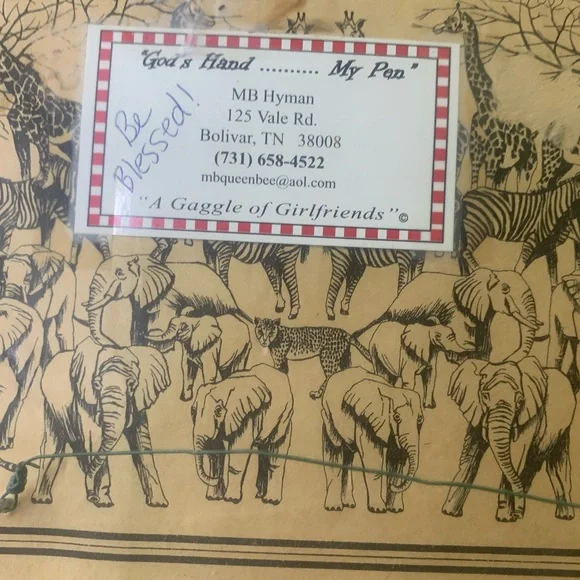 "God's Hand .......... My Pen"
MB Hyman
125 Vale Rd.
Bolivar, TN 38008
(731) 658-4522
mbqueenbee@aol.com
"A Gaggle of Girlfriends"©
Be
Blessed!